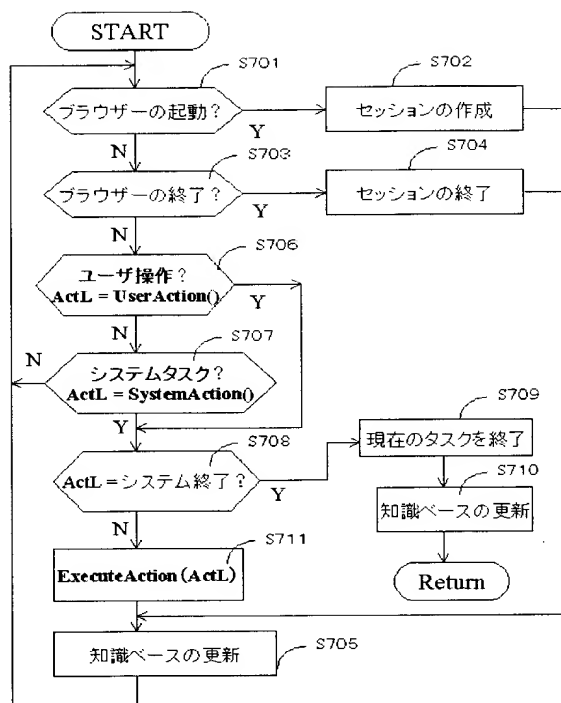 START
S701
ブラウザーの起動?
Y
N
S702
セッションの作成
S703
ブラウザーの終了?
Y
N
S704
セッションの終了
S706
ユーザ操作?
ActL = UserAction()
Y
N
S707
システムタスク?
ActL = SystemAction()
N
Y
S708
ActL = システム終了?
Y
N
S709
現在のタスクを終了
S710
知識ベースの更新
Return
S711
ExecuteAction (ActL)
S705
知識ベースの更新